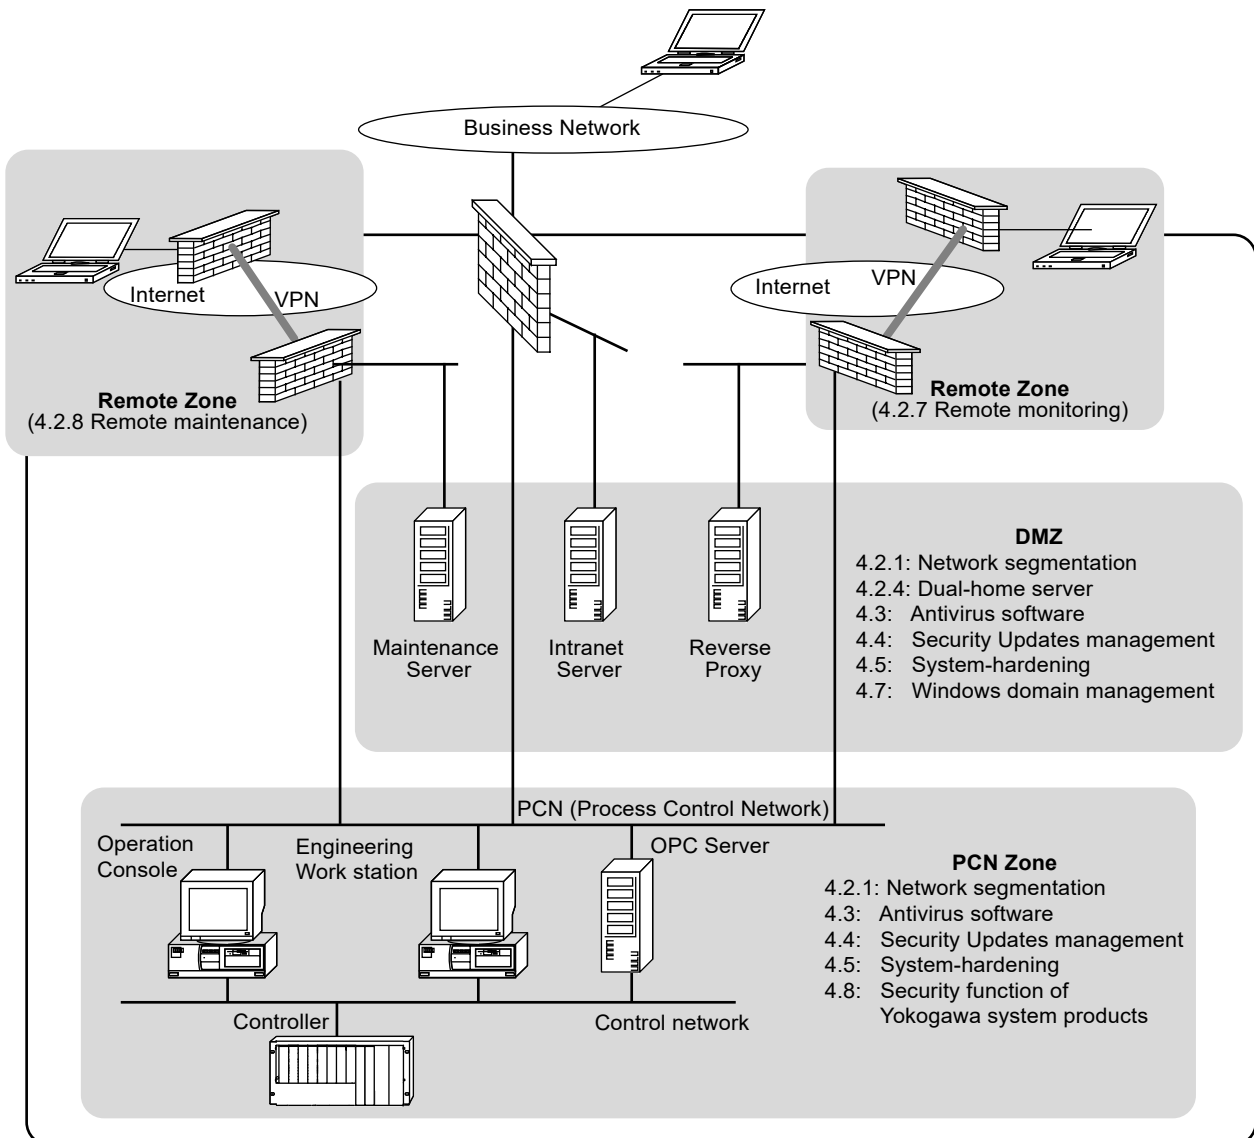 Business Network
Internet
VPN
Remote Zone
(4.2.8 Remote maintenance)
Internet
VPN
Remote Zone
(4.2.7 Remote monitoring)
Maintenance
Server
Intranet
Server
Reverse
Proxy
DMZ
4.2.1: Network segmentation
4.2.4: Dual-home server
4.3: Antivirus software
4.4: Security Updates management
4.5: System-hardening
4.7: Windows domain management
PCN (Process Control Network)
Operation
Console
Engineering
Work station
OPC Server
PCN Zone
4.2.1: Network segmentation
4.3: Antivirus software
4.4: Security Updates management
4.5: System-hardening
4.8: Security function of
Yokogawa system products
Controller
Control network